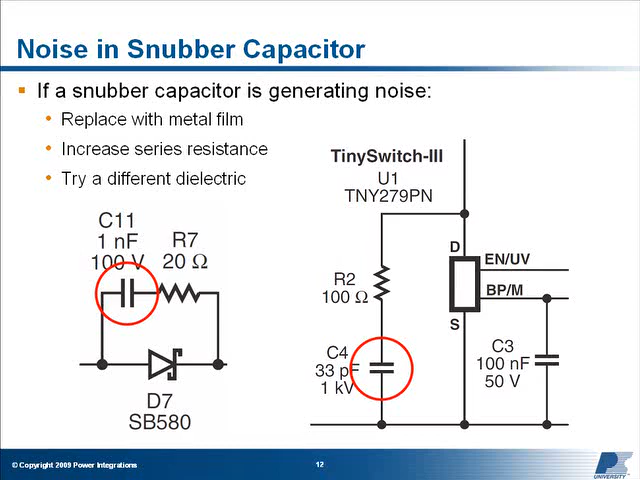 Noise in Snubber Capacitor
If a snubber capacitor is generating noise:
Replace with metal film
Increase series resistance
Try a different dielectric
TinySwitch-III
U1
TNY279PN
C11
1 nF
100 V
R7
20 Ω
D7
SB580
D
EN/UV
BP/M
S
R2
100 Ω
C4
33 pF
1 kV
C3
100 nF
50 V
© Copyright 2009 Power Integrations
12
UNIVERSITY